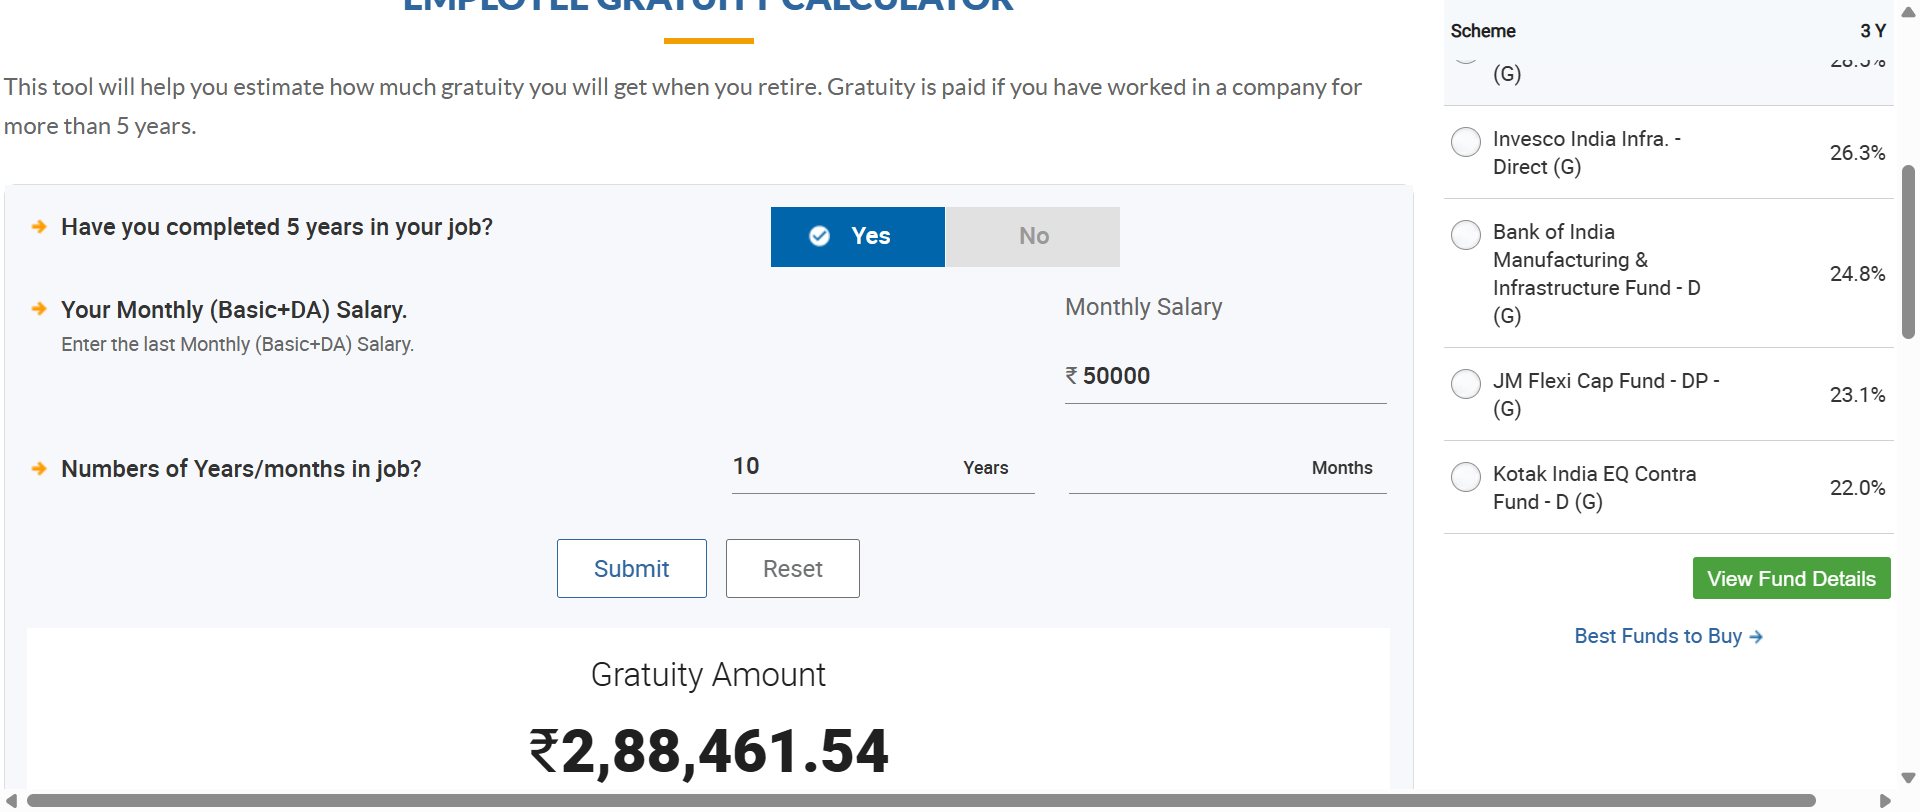 EMPLOYEE GRATUITY CALCULATOR
This tool will help you estimate how much gratuity you will get when you retire. Gratuity is paid if you have worked in a company for
more than 5 years.
Have you completed 5 years in your job?
Yes
No
Your Monthly (Basic+DA) Salary.
Enter the last Monthly (Basic+DA) Salary.
Monthly Salary
₹ 50000
Numbers of Years/months in job?
10 Years
Months
Submit
Reset
Gratuity Amount
₹2,88,461.54
Scheme 3 Y
(G)
Invesco India Infra. -
Direct (G)
26.3%
Bank of India
Manufacturing &
Infrastructure Fund - D
(G)
24.8%
JM Flexi Cap Fund - DP -
(G)
23.1%
Kotak India EQ Contra
Fund - D (G)
22.0%
View Fund Details
Best Funds to Buy